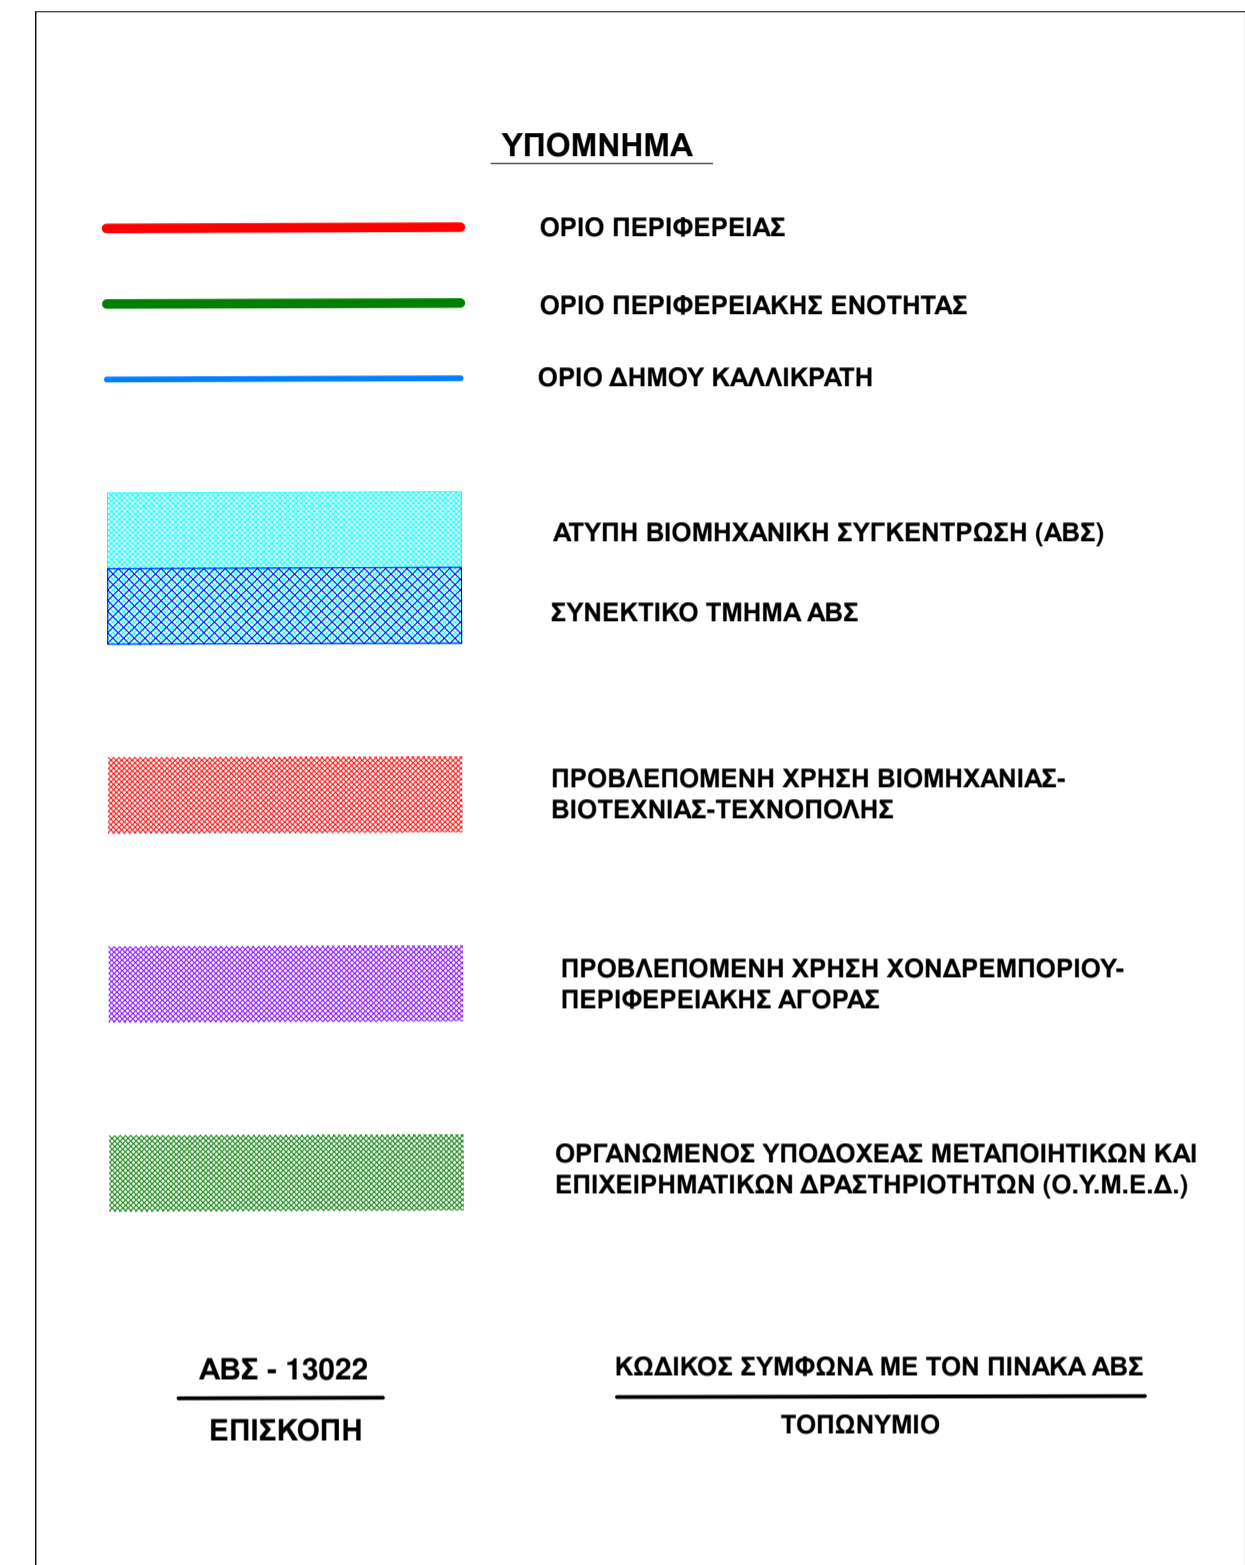 ΥΠΟΜΝΗΜΑ
ΟΡΙΟ ΠΕΡΙΦΕΡΕΙΑΣ
ΟΡΙΟ ΠΕΡΙΦΕΡΕΙΑΚΗΣ ΕΝΟΤΗΤΑΣ
ΟΡΙΟ ΔΗΜΟΥ ΚΑΛΛΙΚΡΑΤΗ
ΑΤΥΠΗ ΒΙΟΜΗΧΑΝΙΚΗ ΣΥΓΚΕΝΤΡΩΣΗ (ΑΒΣ)
ΣΥΝΕΚΤΙΚΟ ΤΜΗΜΑ ΑΒΣ
ΠΡΟΒΛΕΠΟΜΕΝΗ ΧΡΗΣΗ ΒΙΟΜΗΧΑΝΙΑΣ-
ΒΙΟΤΕΧΝΙΑΣ-ΤΕΧΝΟΠΟΛΗΣ
ΠΡΟΒΛΕΠΟΜΕΝΗ ΧΡΗΣΗ ΧΟΝΔΡΕΜΠΟΡΙΟΥ-
ΠΕΡΙΦΕΡΕΙΑΚΗΣ ΑΓΟΡΑΣ
ΟΡΓΑΝΩΜΕΝΟΣ ΥΠΟΔΟΧΕΑΣ ΜΕΤΑΠΟΙΗΤΙΚΩΝ ΚΑΙ
ΕΠΙΧΕΙΡΗΜΑΤΙΚΩΝ ΔΡΑΣΤΗΡΙΟΤΗΤΩΝ (Ο.Υ.Μ.Ε.Δ.)
ΑΒΣ - 13022
ΕΠΙΣΚΟΠΗ
ΚΩΔΙΚΟΣ ΣΥΜΦΩΝΑ ΜΕ ΤΟΝ ΠΙΝΑΚΑ ΑΒΣ
ΤΟΠΩΝΥΜΙΟ